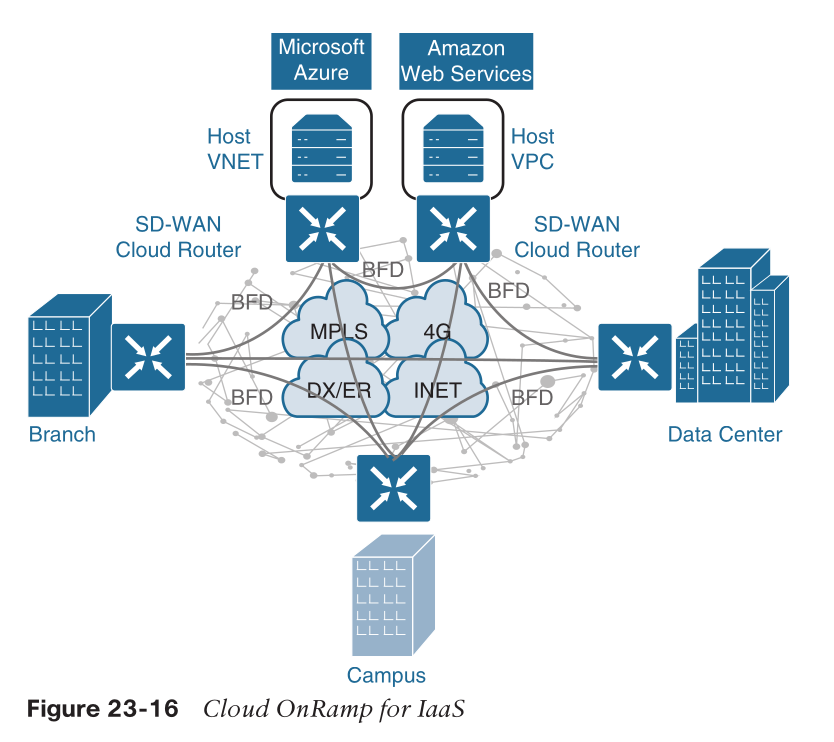 Microsoft
Azure
Amazon
Web Services
Host
VNET
Host
VPC
SD-WAN
Cloud Router
SD-WAN
Cloud Router
BFD
BFD
BFD
MPLS
4G
DX/ER
INET
BFD
BFD
Branch
Data Center
Campus
Figure 23-16 Cloud OnRamp for IaaS